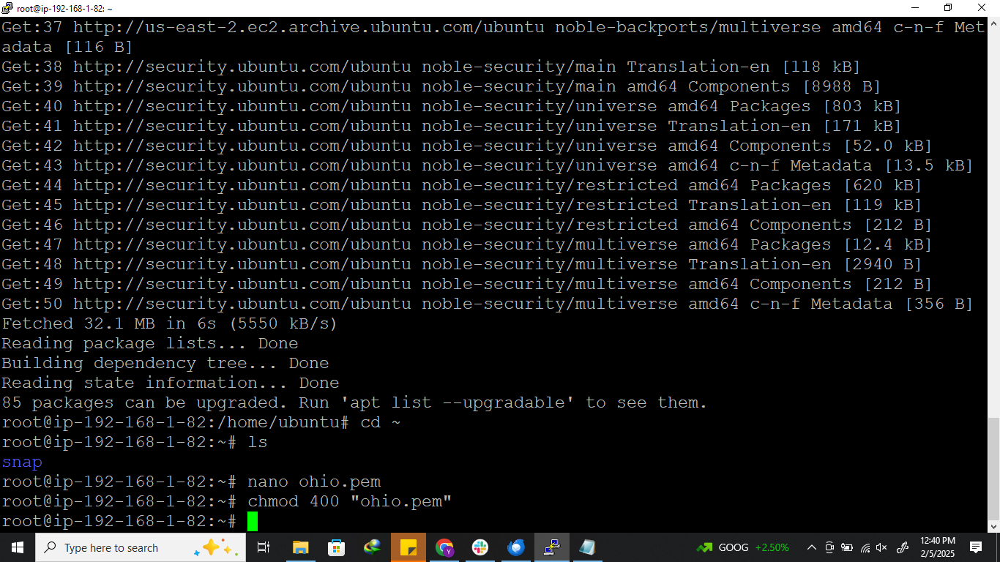 root@ip-192-168-1-82: ~
Get:37 http://us-east-2.ec2.archive.ubuntu.com/ubuntu noble-backports/multiverse amd64 c-n-f Met
adata [116 B]
Get:38 http://security.ubuntu.com/ubuntu noble-security/main Translation-en [118 kB]
Get:39 http://security.ubuntu.com/ubuntu noble-security/main amd64 Components [8988 B]
Get:40 http://security.ubuntu.com/ubuntu noble-security/universe amd64 Packages [803 kB]
Get:41 http://security.ubuntu.com/ubuntu noble-security/universe Translation-en [171 kB]
Get:42 http://security.ubuntu.com/ubuntu noble-security/universe amd64 Components [52.0 kB]
Get:43 http://security.ubuntu.com/ubuntu noble-security/universe amd64 c-n-f Metadata [13.5 kB]
Get:44 http://security.ubuntu.com/ubuntu noble-security/restricted amd64 Packages [620 kB]
Get:45 http://security.ubuntu.com/ubuntu noble-security/restricted Translation-en [119 kB]
Get:46 http://security.ubuntu.com/ubuntu noble-security/restricted amd64 Components [212 B]
Get:47 http://security.ubuntu.com/ubuntu noble-security/multiverse amd64 Packages [12.4 kB]
Get:48 http://security.ubuntu.com/ubuntu noble-security/multiverse Translation-en [2940 B]
Get:49 http://security.ubuntu.com/ubuntu noble-security/multiverse amd64 Components [212 B]
Get:50 http://security.ubuntu.com/ubuntu noble-security/multiverse amd64 c-n-f Metadata [356 B]
Fetched 32.1 MB in 6s (5550 kB/s)
Reading package lists... Done
Building dependency tree... Done
Reading state information... Done
85 packages can be upgraded. Run 'apt list --upgradable' to see them.
root@ip-192-168-1-82:/home/ubuntu# cd ~
root@ip-192-168-1-82:~# ls
snap
root@ip-192-168-1-82:~# nano ohio.pem
root@ip-192-168-1-82:~# chmod 400 "ohio.pem"
root@ip-192-168-1-82:~#
Type here to search
GOOG +2.50%
12:40 PM
2/5/2025